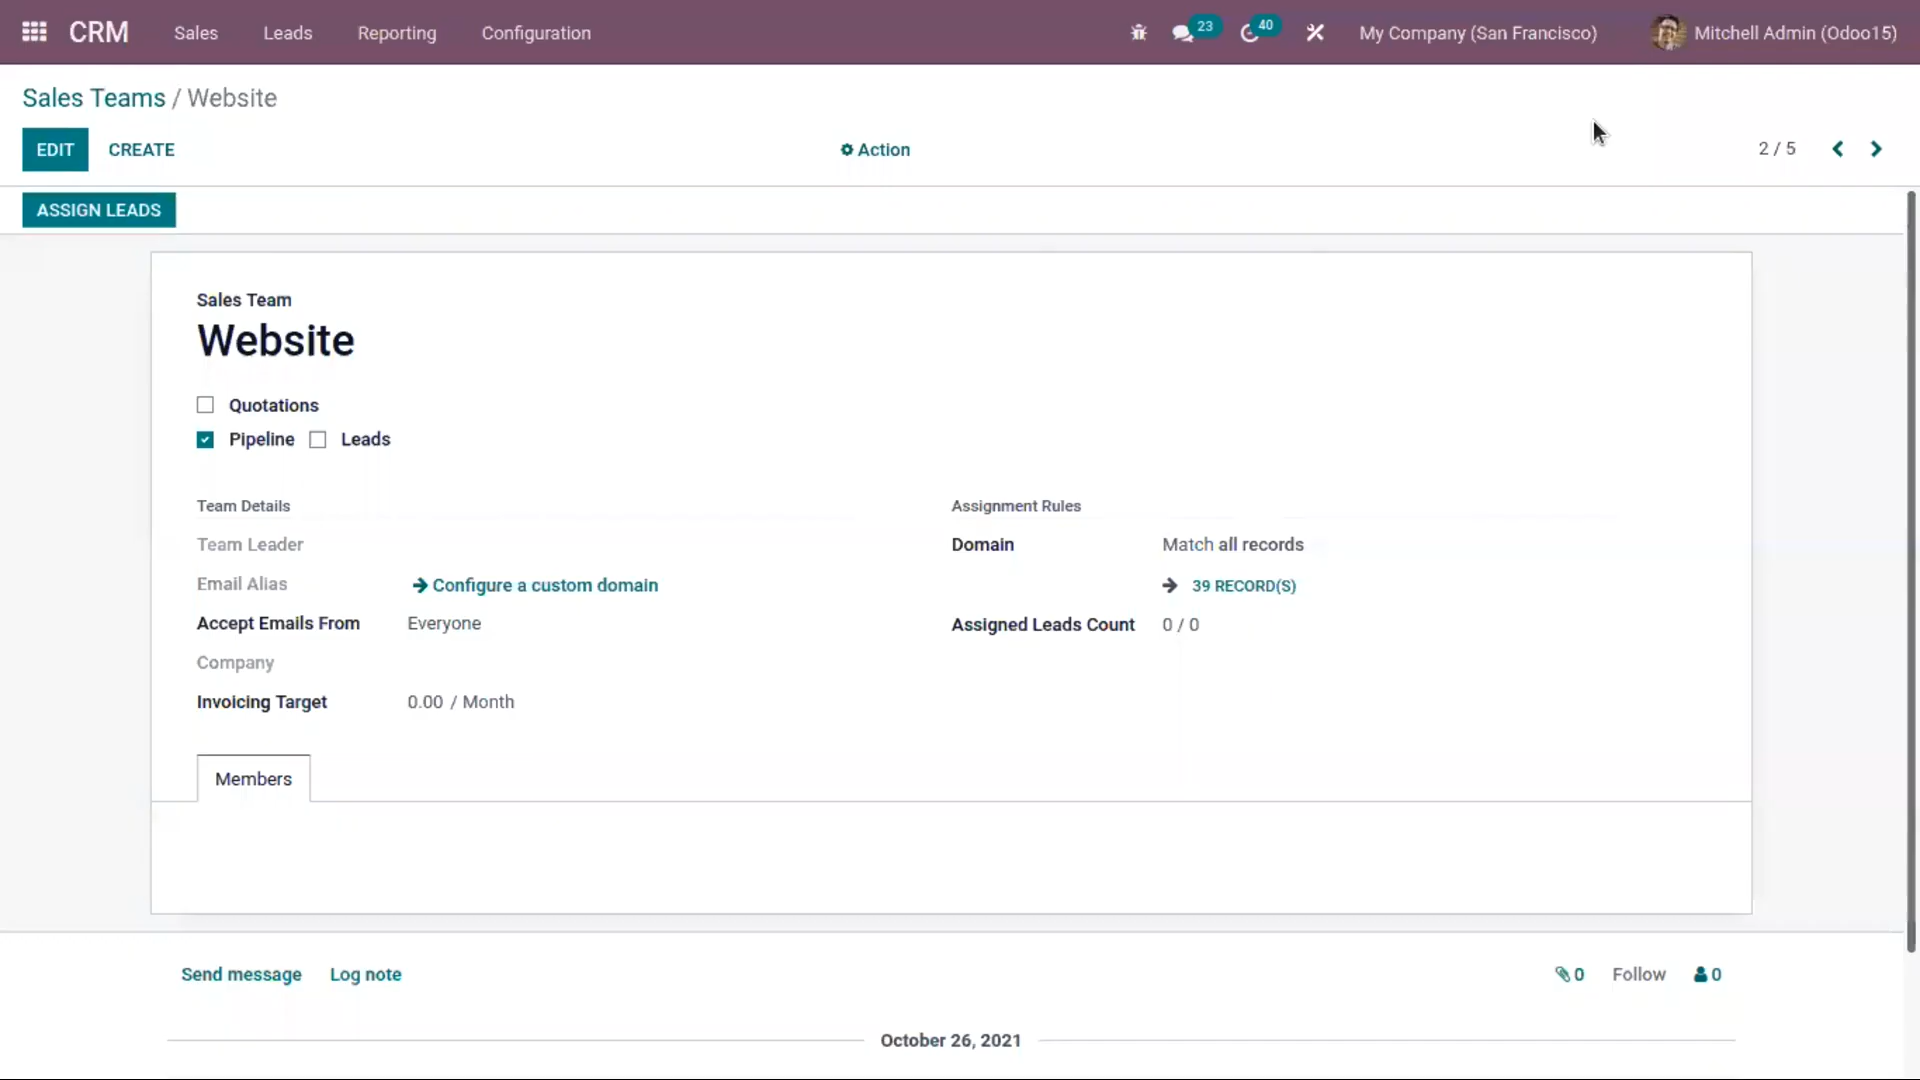 CRM Sales Leads Reporting Configuration 23 40 My Company (San Francisco) Mitchell Admin (Odoo15)
Sales Teams / Website
EDIT CREATE Action 2 / 5
ASSIGN LEADS
Sales Team
Website
Quotations
Pipeline Leads
Team Details
Team Leader
Email Alias Configure a custom domain
Accept Emails From Everyone
Company
Invoicing Target 0.00 / Month
Assignment Rules
Domain Match all records
39 RECORD(S)
Assigned Leads Count 0 / 0
Members
Send message Log note 0 Follow 0
October 26, 2021